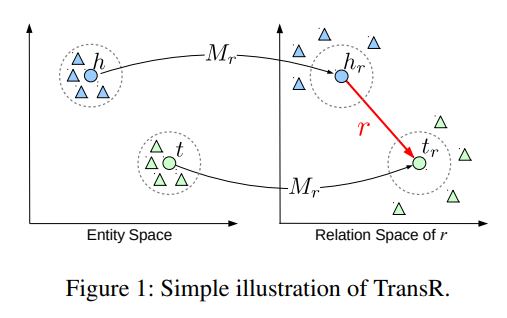 h
M_r
h_r
r
t
t_r
M_r
Entity Space
Relation Space of r
Figure 1: Simple illustration of TransR.